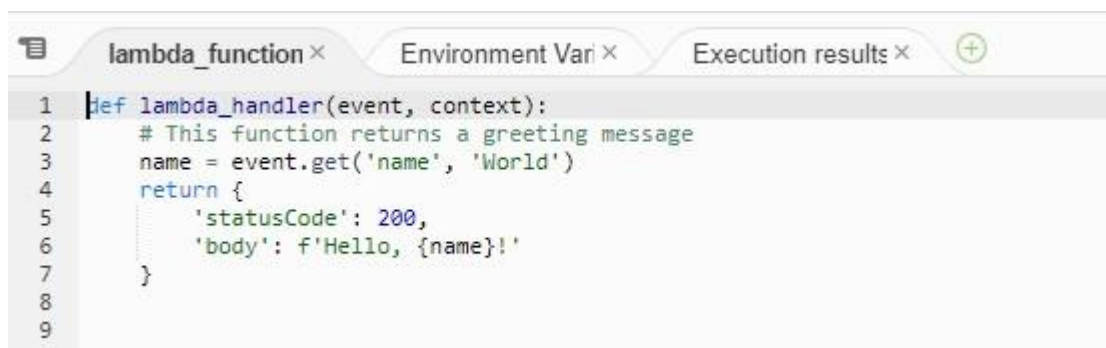 lambda_function × Environment Vari × Execution results ×
1 def lambda_handler(event, context):
2     # This function returns a greeting message
3     name = event.get('name', 'World')
4     return {
5         'statusCode': 200,
6         'body': f'Hello, {name}!'
7     }
8
9